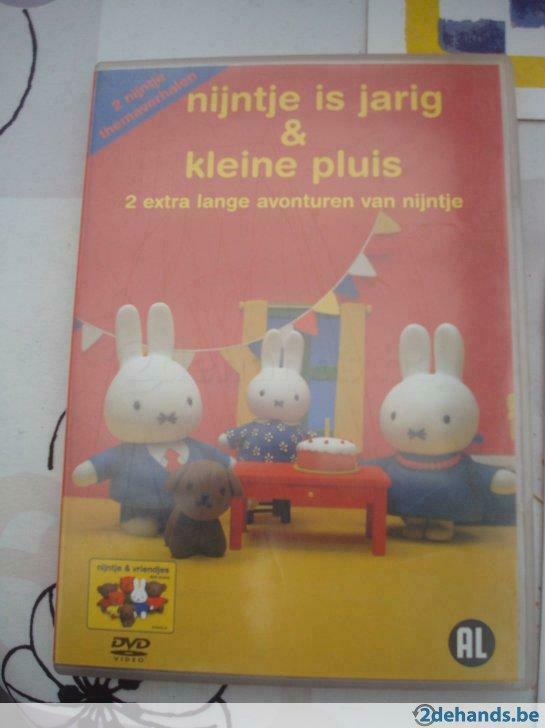 2 nijntje
themaverhalen
nijntje is jarig
&
kleine pluis
2 extra lange avonturen van nijntje
nijntje & vriendjes
DVD
VIDEO
AL
2dehands.be